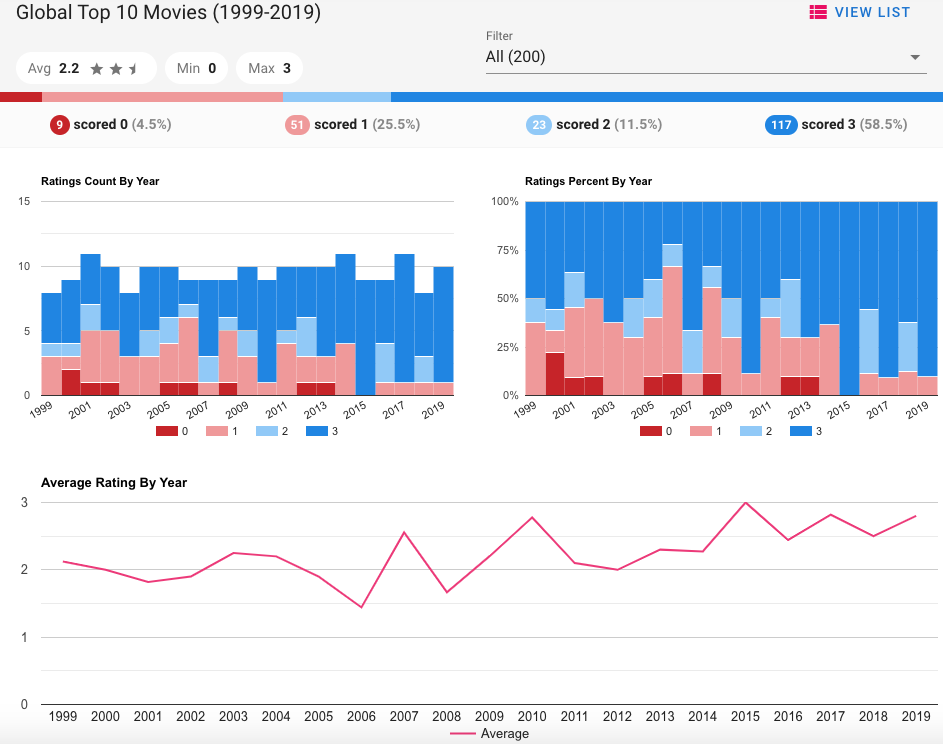 Global Top 10 Movies (1999-2019)
VIEW LIST
Filter
All (200)
Avg 2.2
Min 0
Max 3
9 scored 0 (4.5%)
51 scored 1 (25.5%)
23 scored 2 (11.5%)
117 scored 3 (58.5%)
Ratings Count By Year
15
10
5
0
1999 2001 2003 2005 2007 2009 2011 2013 2015 2017 2019
0 1 2 3
Ratings Percent By Year
100%
75%
50%
25%
0%
1999 2001 2003 2005 2007 2009 2011 2013 2015 2017 2019
0 1 2 3
Average Rating By Year
3
2
1
0
1999 2000 2001 2002 2003 2004 2005 2006 2007 2008 2009 2010 2011 2012 2013 2014 2015 2016 2017 2018 2019
Average